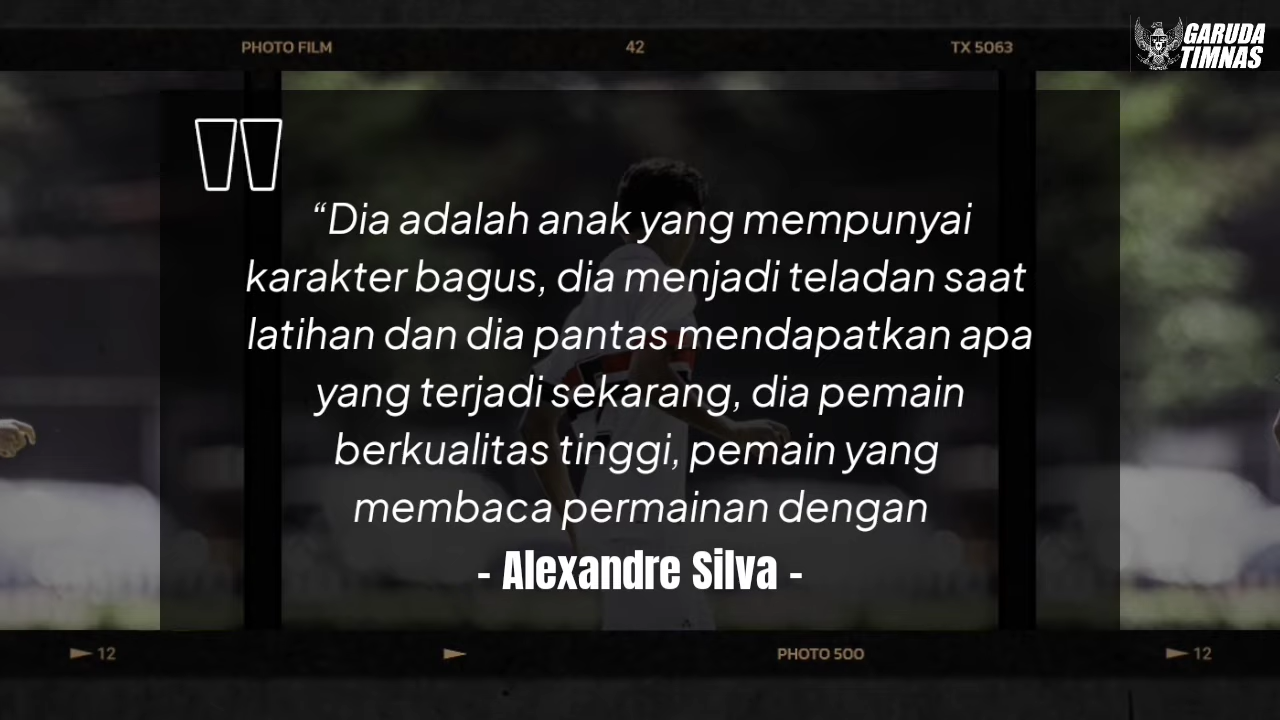 PHOTO FILM
42
TX 5063
GARUDA
TIMNAS
“Dia adalah anak yang mempunyai
karakter bagus, dia menjadi teladan saat
latihan dan dia pantas mendapatkan apa
yang terjadi sekarang, dia pemain
berkualitas tinggi, pemain yang
membaca permainan dengan
- Alexandre Silva -
12
PHOTO 500
12